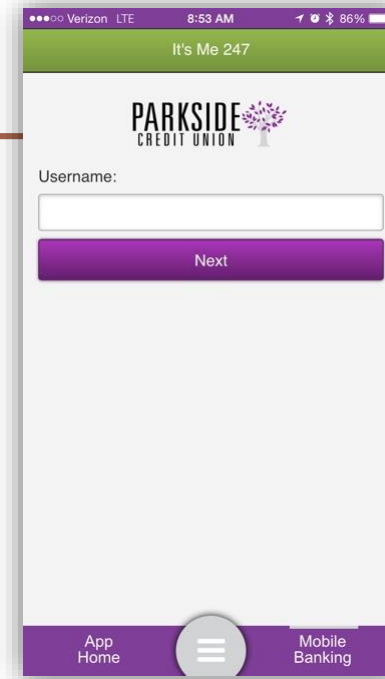 Verizon LTE 8:53 AM 86%
It's Me 247
PARKSIDE
CREDIT UNION
Username:
Next
App
Home
Mobile
Banking